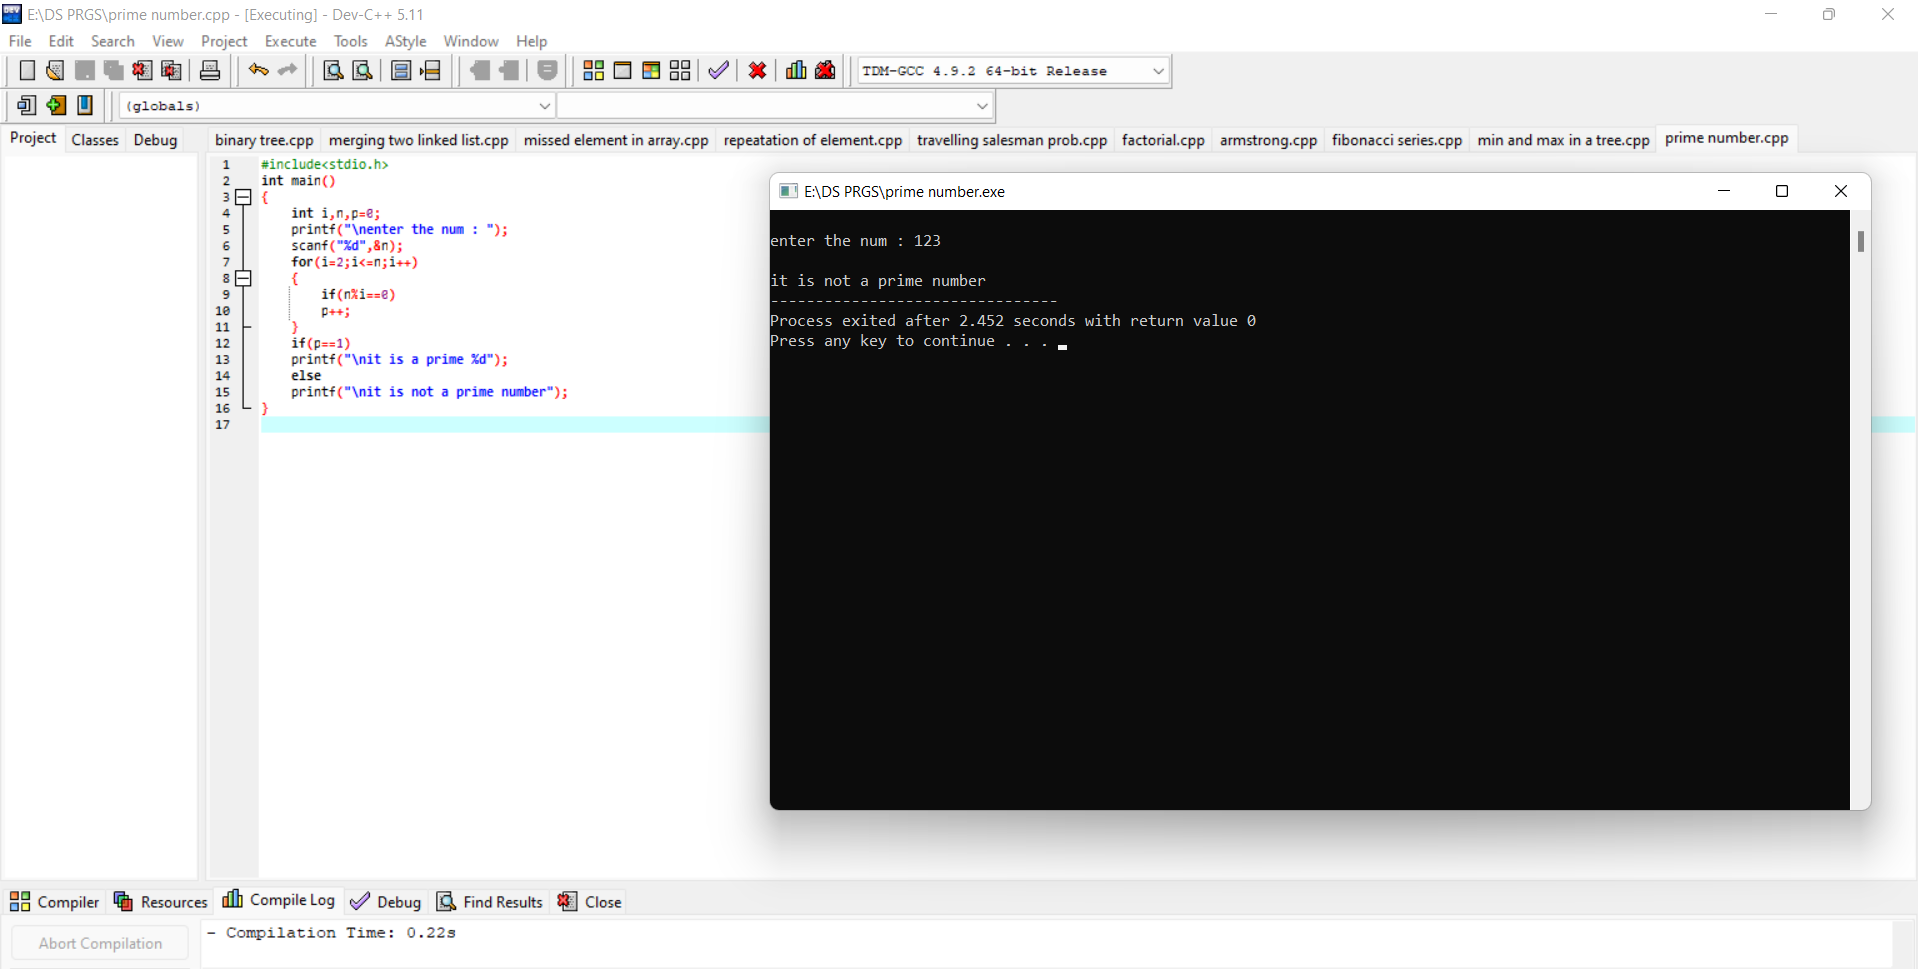 E:\DS PRGS\prime number.cpp - [Executing] - Dev-C++ 5.11
File Edit Search View Project Execute Tools AStyle Window Help
TDM-GCC 4.9.2 64-bit Release
(globals)
Project Classes Debug
binary tree.cpp merging two linked list.cpp missed element in array.cpp repeatation of element.cpp travelling salesman prob.cpp factorial.cpp armstrong.cpp fibonacci series.cpp min and max in a tree.cpp prime number.cpp
1 #include<stdio.h>
2 int main()
3 {
4 int i,n,p=0;
5 printf("\nenter the num : ");
6 scanf("%d",&n);
7 for(i=2;i<=n;i++)
8 {
9 if(n%i==0)
10 p++;
11 }
12 if(p==1)
13 printf("\nit is a prime %d");
14 else
15 printf("\nit is not a prime number");
16 }
17
E:\DS PRGS\prime number.exe
enter the num : 123
it is not a prime number
--------------------------------
Process exited after 2.452 seconds with return value 0
Press any key to continue . . .
Compiler Resources Compile Log Debug Find Results Close
Abort Compilation
- Compilation Time: 0.22s